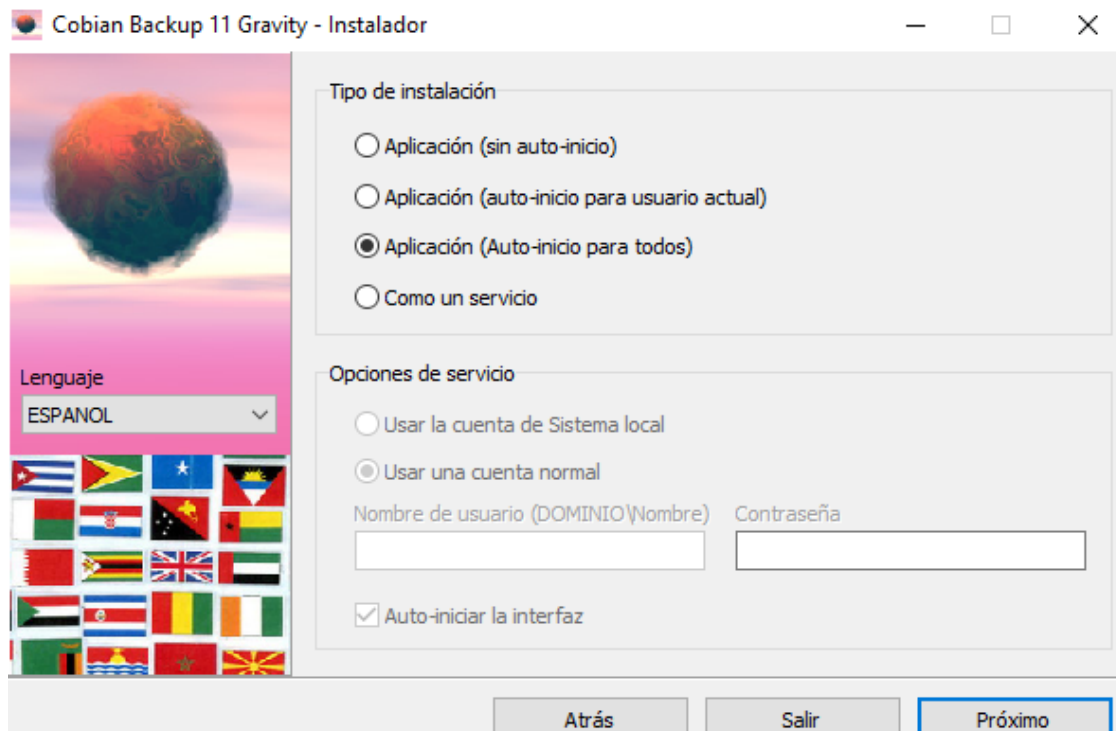 Cobian Backup 11 Gravity - Instalador
Tipo de instalación
Aplicación (sin auto-inicio)
Aplicación (auto-inicio para usuario actual)
Aplicación (Auto-inicio para todos)
Como un servicio
Lenguaje
ESPANOL
Opciones de servicio
Usar la cuenta de Sistema local
Usar una cuenta normal
Nombre de usuario (DOMINIO\Nombre) Contraseña
Auto-iniciar la interfaz
Atrás Salir Próximo